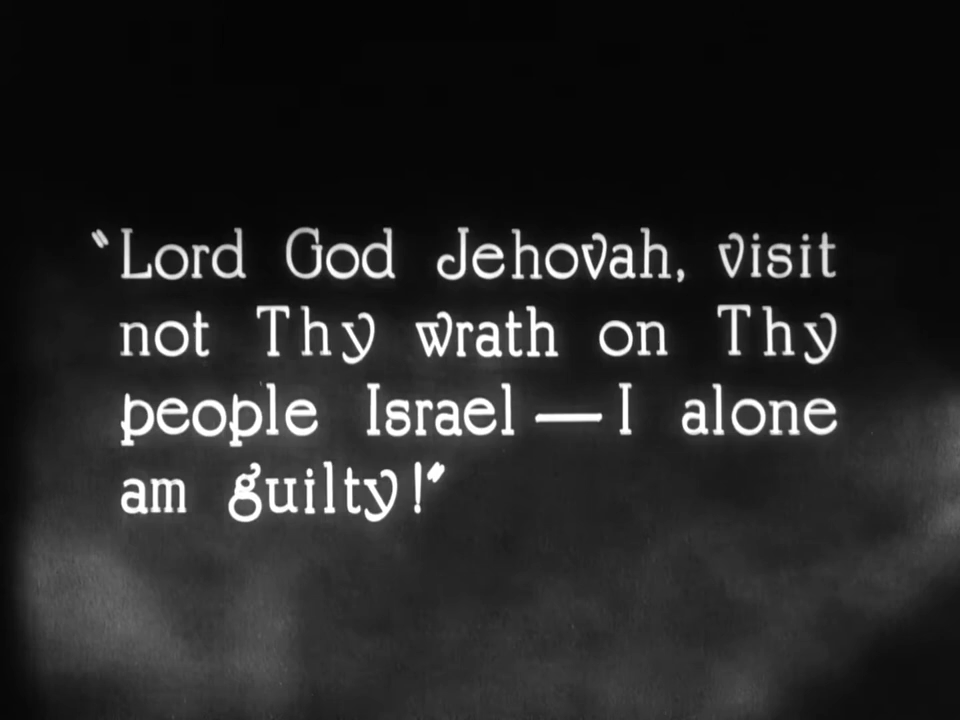 "Lord God Jehovah, visit
not Thy wrath on Thy
people Israel — I alone
am guilty!"